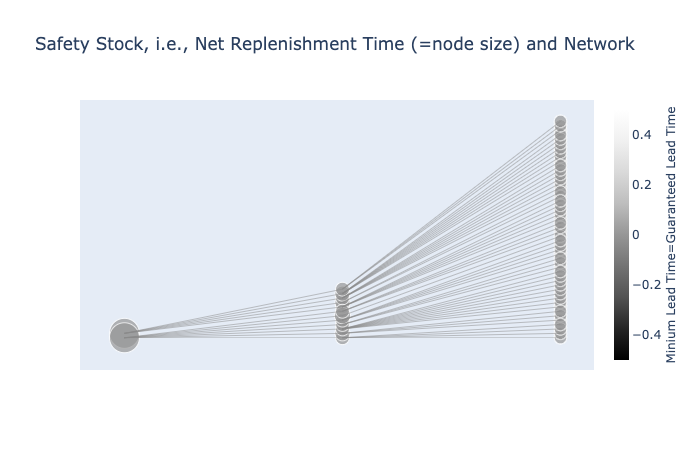 Safety Stock, i.e., Net Replenishment Time (=node size) and Network
0.4
0.2
0
−0.2
−0.4
Minium Lead Time=Guaranteed Lead Time